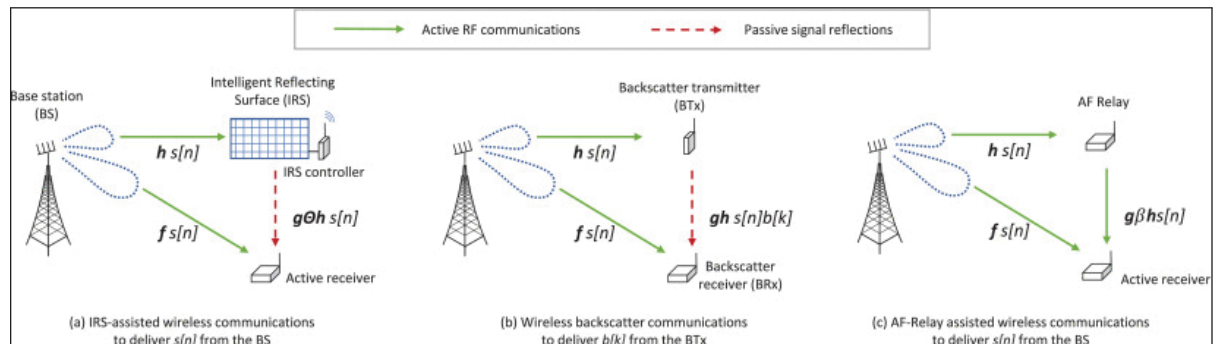 Active RF communications
Passive signal reflections
Base station
(BS)
Intelligent Reflecting
Surface (IRS)
h s[n]
IRS controller
gΘh s[n]
f s[n]
Active receiver
(a) IRS-assisted wireless communications
to deliver s[n] from the BS
Backscatter transmitter
(BTx)
h s[n]
gh s[n]b[k]
f s[n]
Backscatter
receiver (BRx)
(b) Wireless backscatter communications
to deliver b[k] from the BTx
AF Relay
h s[n]
gβhs[n]
f s[n]
Active receiver
(c) AF-Relay assisted wireless communications
to deliver s[n] from the BS